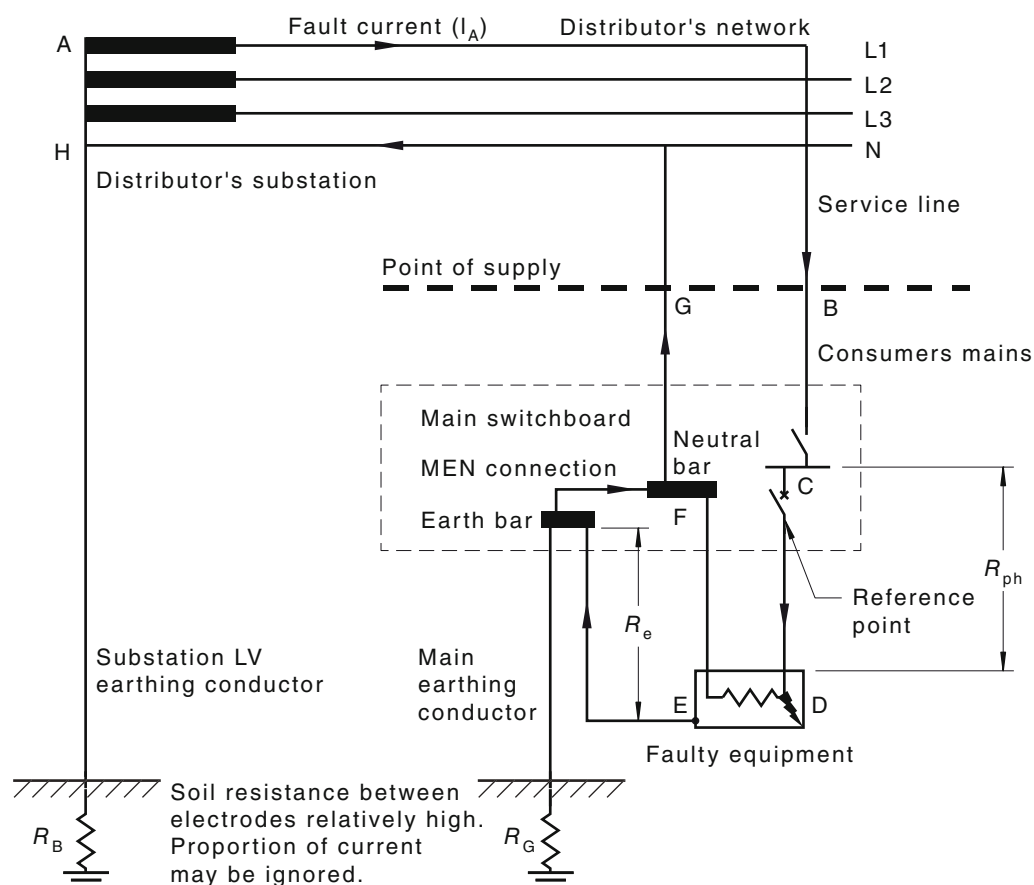 Fault current (I_A)
Distributor's network
A
L1
L2
L3
H
N
Distributor's substation
Service line
Point of supply
G
B
Consumers mains
Main switchboard
Neutral
bar
MEN connection
C
Earth bar
F
R_ph
R_e
Reference
point
Substation LV
earthing conductor
Main
earthing
conductor
E
D
Faulty equipment
Soil resistance between
electrodes relatively high.
Proportion of current
may be ignored.
R_B
R_G